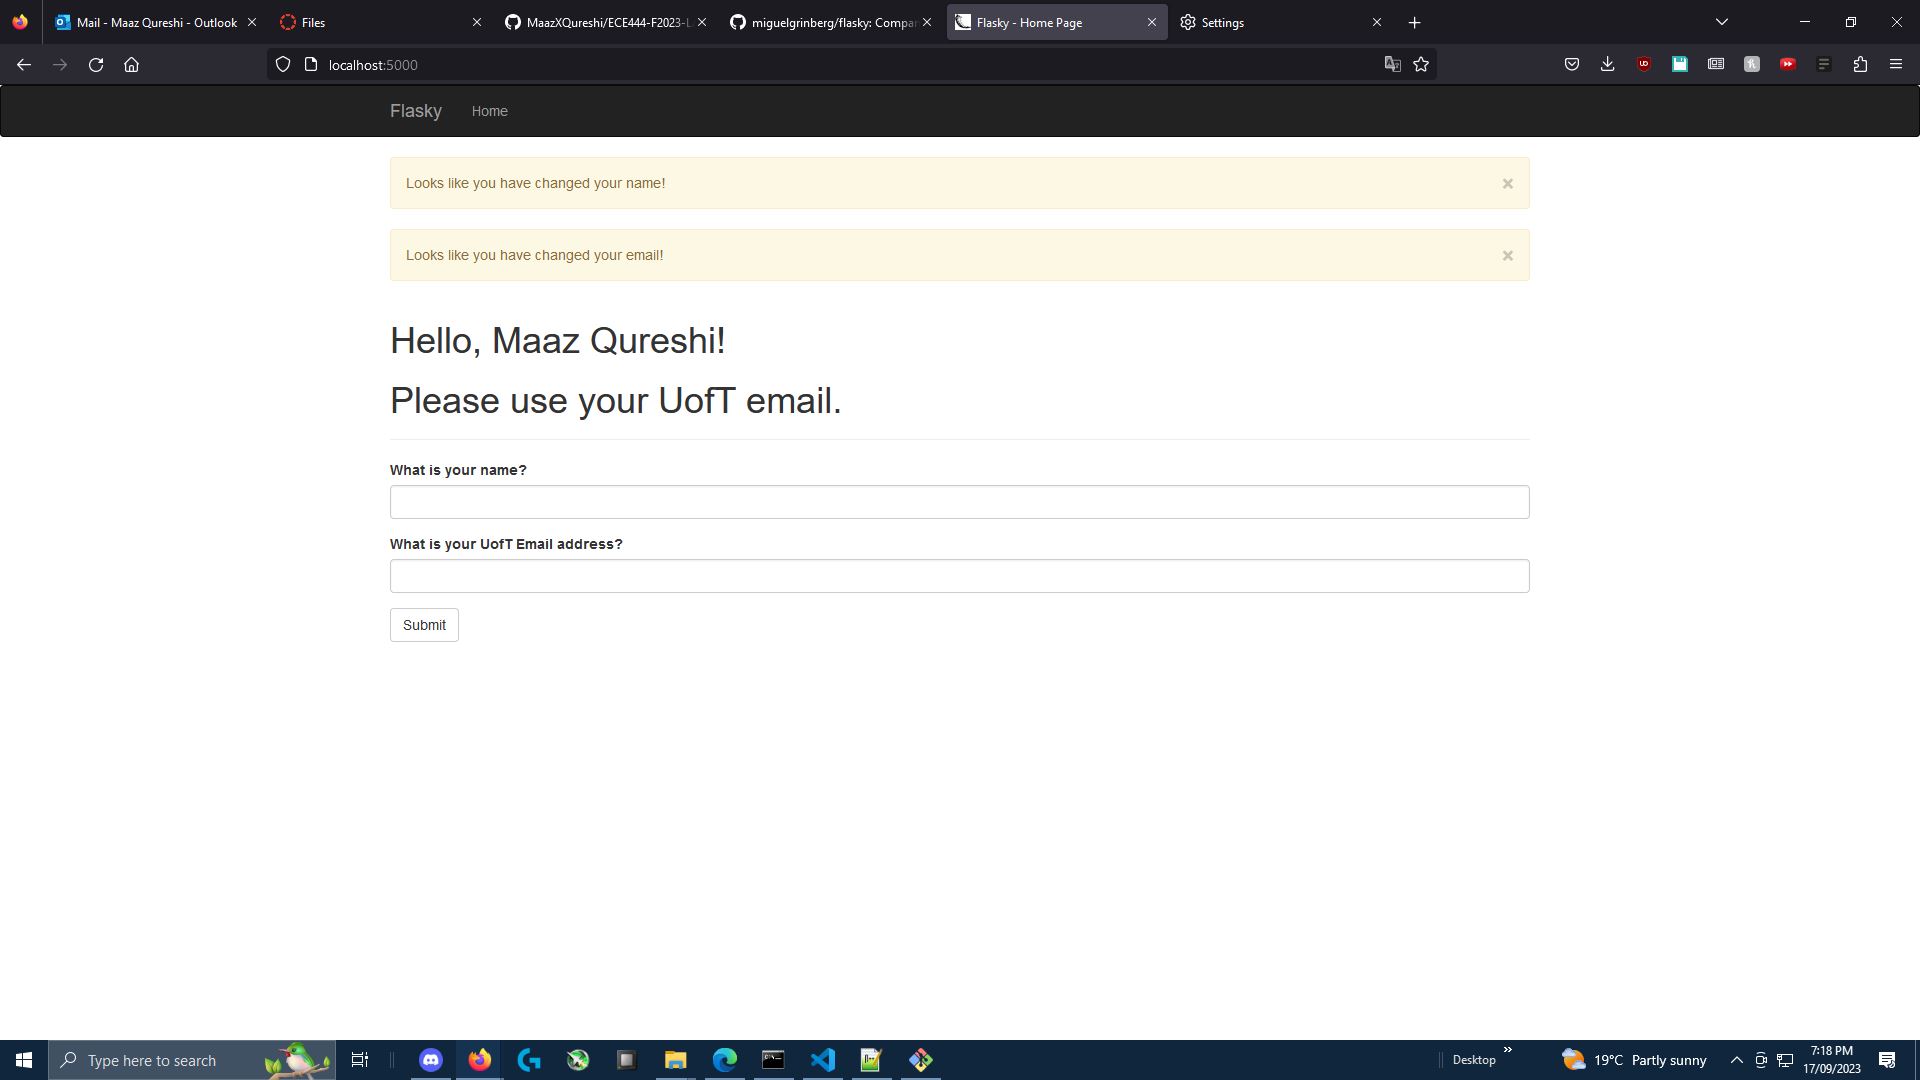 Mail - Maaz Qureshi - Outlook
Files
MaazXQureshi/ECE444-F2023-L
miguelgrinberg/flasky: Compan
Flasky - Home Page
Settings
localhost:5000
Flasky
Home
Looks like you have changed your name!
×
Looks like you have changed your email!
×
Hello, Maaz Qureshi!
Please use your UofT email.
What is your name?
What is your UofT Email address?
Submit
Type here to search
Desktop
19°C Partly sunny
7:18 PM
17/09/2023